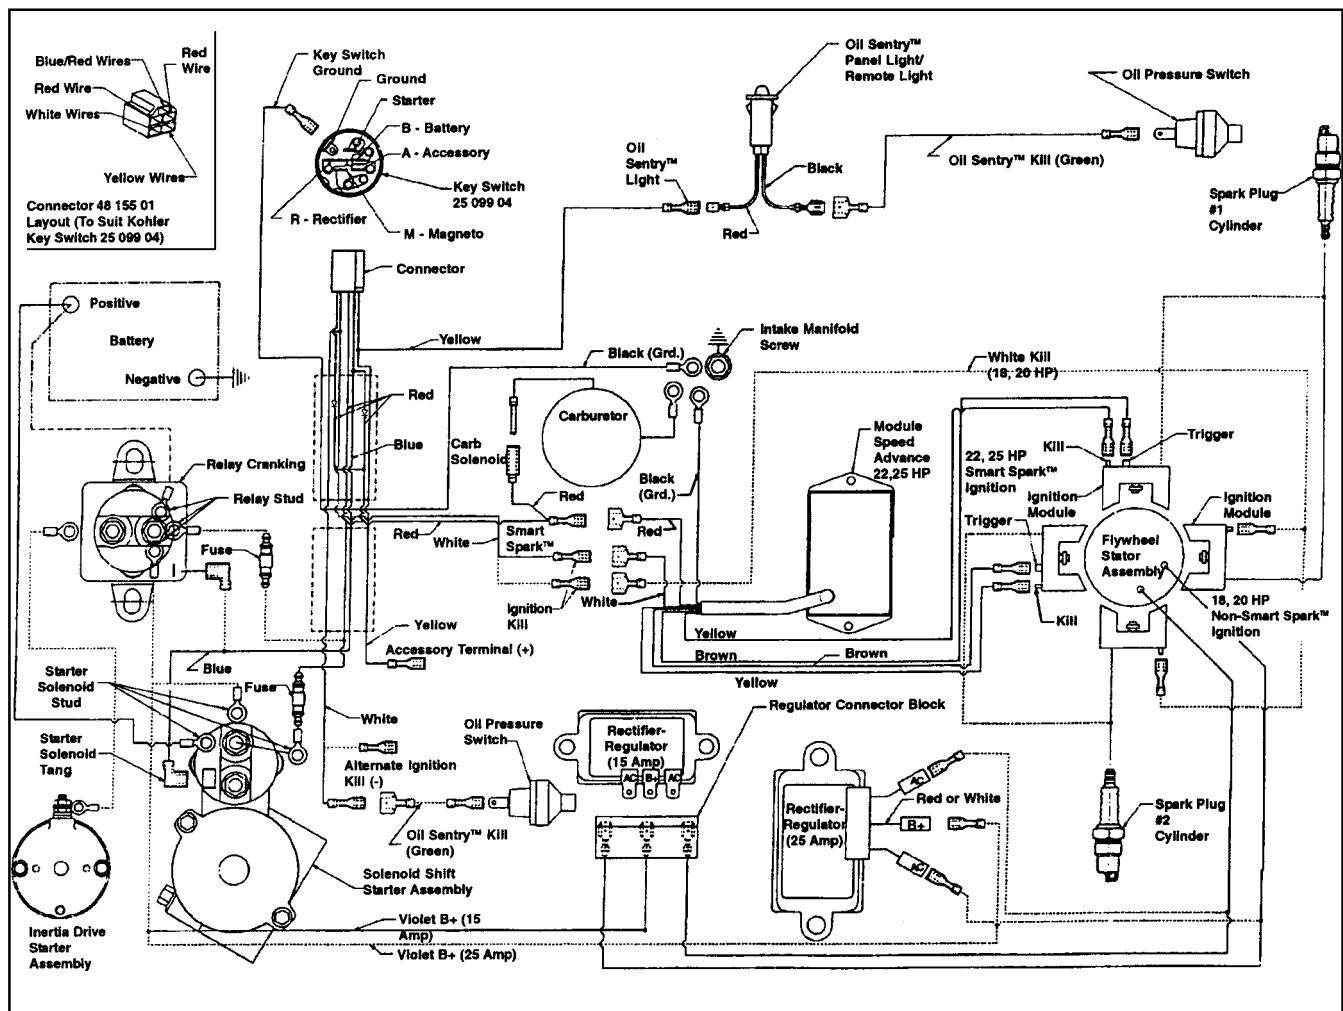 Blue/Red Wires
Red
Wire
Red Wire
White Wires
Yellow Wires
Connector 48 155 01
Layout (To Suit Kohler
Key Switch 25 099 04)
Key Switch
Ground
Ground
Starter
B - Battery
A - Accessory
Key Switch
25 099 04
R - Rectifier
M - Magneto
Connector
Oil
Sentry™
Light
Oil Sentry™
Panel Light/
Remote Light
Black
Red
Oil Pressure Switch
Oil Sentry™ Kill (Green)
Spark Plug
#1
Cylinder
Positive
Battery
Negative
Yellow
Black (Grd.)
Intake Manifold
Screw
White Kill
(18, 20 HP)
Red
Blue
Carb
Solenoid
Carburetor
Black
(Grd.)
Module
Speed
Advance
22,25 HP
Kill
Trigger
22, 25 HP
Smart Spark™
Ignition
Ignition
Module
Ignition
Module
Trigger
Flywheel
Stator
Assembly
Kill
18, 20 HP
Non-Smart Spark™
Ignition
Relay Cranking
Relay Stud
Fuse
Red
White
Smart
Spark™
Red
Red
Ignition
Kill
White
Yellow
Accessory Terminal (+)
Blue
Yellow
Brown
Brown
Yellow
Starter
Solenoid
Stud
Fuse
Starter
Solenoid
Tang
White
Alternate Ignition
Kill (-)
Oil Pressure
Switch
Oil Sentry™ Kill
(Green)
Rectifier-
Regulator
(15 Amp)
AC
B+
AC
Regulator Connector Block
Rectifier-
Regulator
(25 Amp)
AC
Red or White
B+
AC
Spark Plug
#2
Cylinder
Solenoid Shift
Starter Assembly
Inertia Drive
Starter
Assembly
Violet B+ (15
Amp)
Violet B+ (25 Amp)